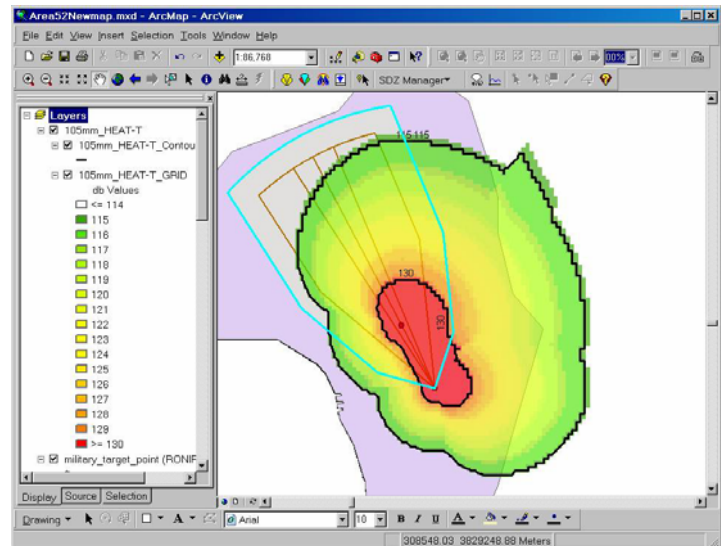 Area52Newmap.mxd - ArcMap - ArcView
File Edit View Insert Selection Tools Window Help
1:86,768
100%
SDZ Manager
Layers
105mm_HEAT-T
105mm_HEAT-T_Contou
105mm_HEAT-T_GRID
db Values
<= 114
115
116
117
118
119
120
121
122
123
124
125
126
127
128
129
>= 130
military_target_point (RONIF
115 115
130
130
Display Source Selection
Drawing
A
Arial
10
B I U A
308548.03 3829248.88 Meters